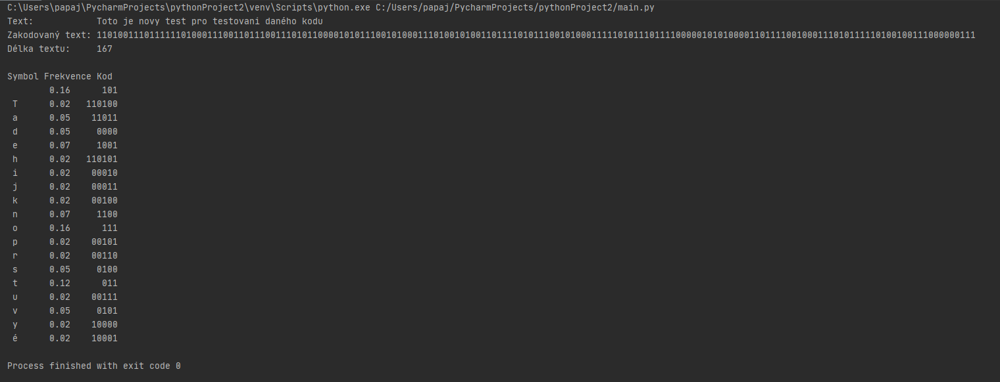 C:\Users\papaj\PycharmProjects\pythonProject2\venv\Scripts\python.exe C:/Users/papaj/PycharmProjects/pythonProject2/main.py
Text: Toto je novy test pro testovani daného kodu
Zakodovaný text: 11010011101111110100011100110111001110101100001010111001010001110100101001101111010111001010001111101011101111000001010100001101111001000111010111110100100111000000111
Délka textu: 167
Symbol Frekvence Kod
0.16 101
T 0.02 110100
a 0.05 11011
d 0.05 0000
e 0.07 1001
h 0.02 110101
i 0.02 00010
j 0.02 00011
k 0.02 00100
n 0.07 1100
o 0.16 111
p 0.02 00101
r 0.02 00110
s 0.05 0100
t 0.12 011
u 0.02 00111
v 0.05 0101
y 0.02 10000
é 0.02 10001
Process finished with exit code 0